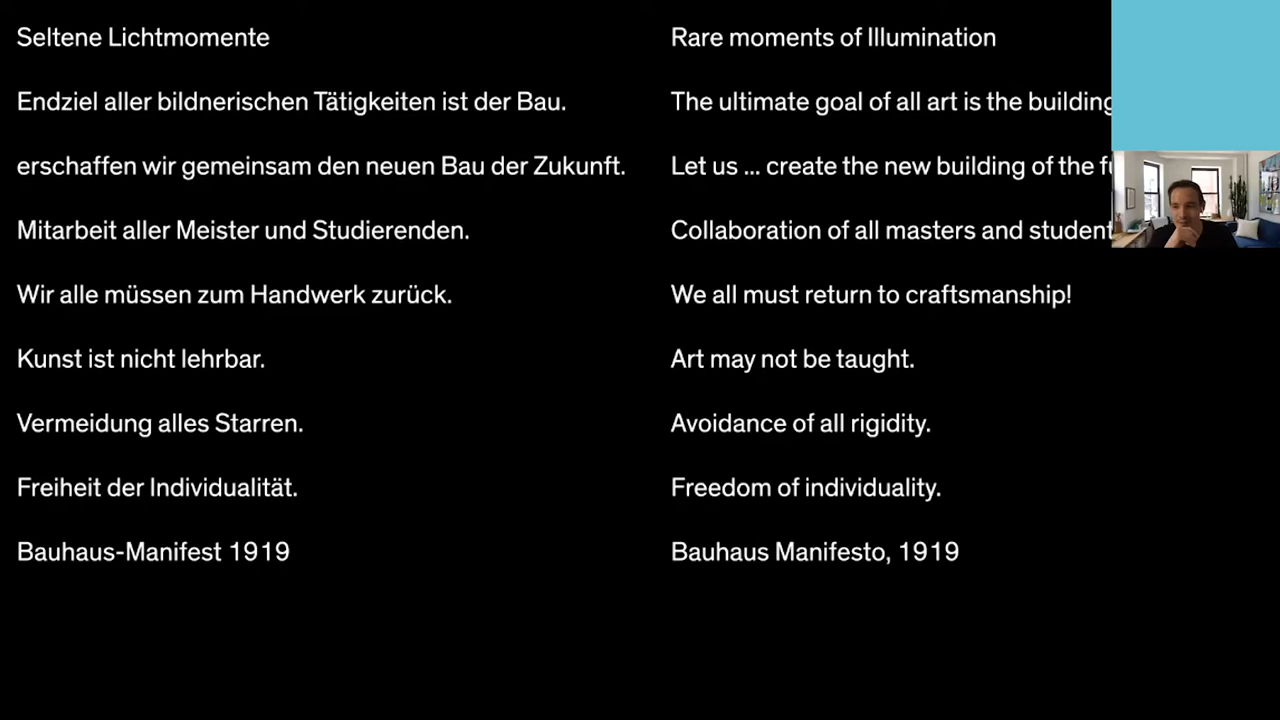 Seltene Lichtmomente
Endziel aller bildnerischen Tätigkeiten ist der Bau.
erschaffen wir gemeinsam den neuen Bau der Zukunft.
Mitarbeit aller Meister und Studierenden.
Wir alle müssen zum Handwerk zurück.
Kunst ist nicht lehrbar.
Vermeidung alles Starren.
Freiheit der Individualität.
Bauhaus-Manifest 1919
Rare moments of Illumination
The ultimate goal of all art is the building
Let us ... create the new building of the
Collaboration of all masters and student
We all must return to craftsmanship!
Art may not be taught.
Avoidance of all rigidity.
Freedom of individuality.
Bauhaus Manifesto, 1919